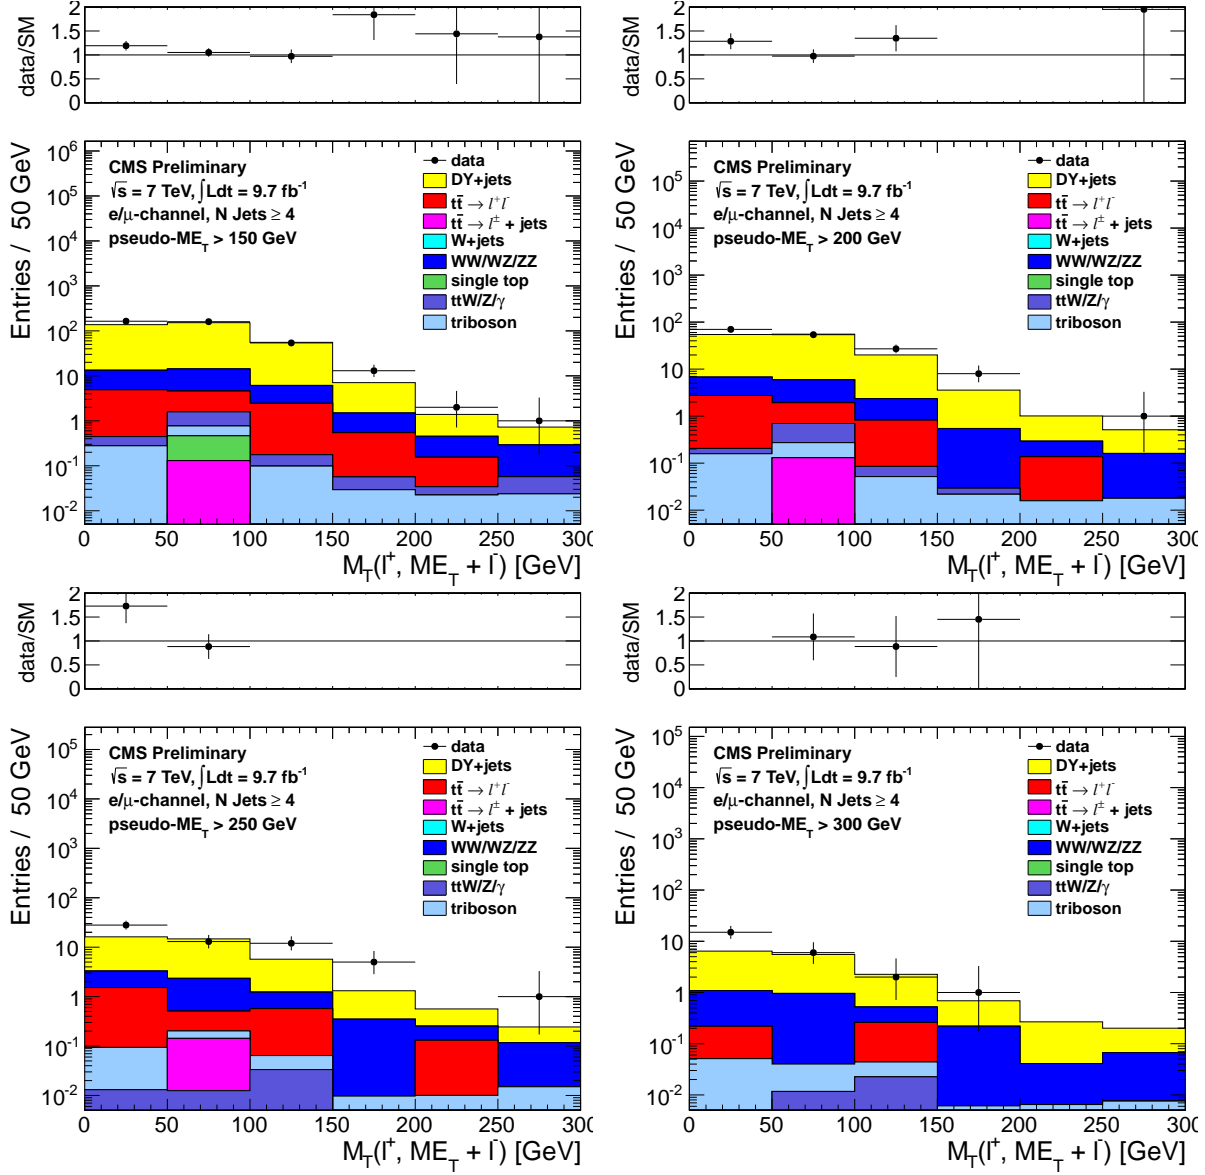 data/SM
2
1.5
1
0.5
0
data/SM
2
1.5
1
0.5
0
Entries / 50 GeV
10⁶
10⁵
10⁴
10³
10²
10
1
10⁻¹
10⁻²
CMS Preliminary
√s = 7 TeV, ∫Ldt = 9.7 fb⁻¹
e/μ-channel, N Jets ≥ 4
pseudo-ME_T > 150 GeV
data
DY+jets
tt̄ → l⁺l⁻
tt̄ → l± + jets
W+jets
WW/WZ/ZZ
single top
ttW/Z/γ
triboson
0 50 100 150 200 250 300
M_T(l⁺, ME_T + l⁻) [GeV]
Entries / 50 GeV
10⁵
10⁴
10³
10²
10
1
10⁻¹
10⁻²
CMS Preliminary
√s = 7 TeV, ∫Ldt = 9.7 fb⁻¹
e/μ-channel, N Jets ≥ 4
pseudo-ME_T > 200 GeV
data
DY+jets
tt̄ → l⁺l⁻
tt̄ → l± + jets
W+jets
WW/WZ/ZZ
single top
ttW/Z/γ
triboson
0 50 100 150 200 250 300
M_T(l⁺, ME_T + l⁻) [GeV]
data/SM
2
1.5
1
0.5
0
data/SM
2
1.5
1
0.5
0
Entries / 50 GeV
10⁵
10⁴
10³
10²
10
1
10⁻¹
10⁻²
CMS Preliminary
√s = 7 TeV, ∫Ldt = 9.7 fb⁻¹
e/μ-channel, N Jets ≥ 4
pseudo-ME_T > 250 GeV
data
DY+jets
tt̄ → l⁺l⁻
tt̄ → l± + jets
W+jets
WW/WZ/ZZ
single top
ttW/Z/γ
triboson
0 50 100 150 200 250 300
M_T(l⁺, ME_T + l⁻) [GeV]
Entries / 50 GeV
10⁵
10⁴
10³
10²
10
1
10⁻¹
10⁻²
CMS Preliminary
√s = 7 TeV, ∫Ldt = 9.7 fb⁻¹
e/μ-channel, N Jets ≥ 4
pseudo-ME_T > 300 GeV
data
DY+jets
tt̄ → l⁺l⁻
tt̄ → l± + jets
W+jets
WW/WZ/ZZ
single top
ttW/Z/γ
triboson
0 50 100 150 200 250 300
M_T(l⁺, ME_T + l⁻) [GeV]